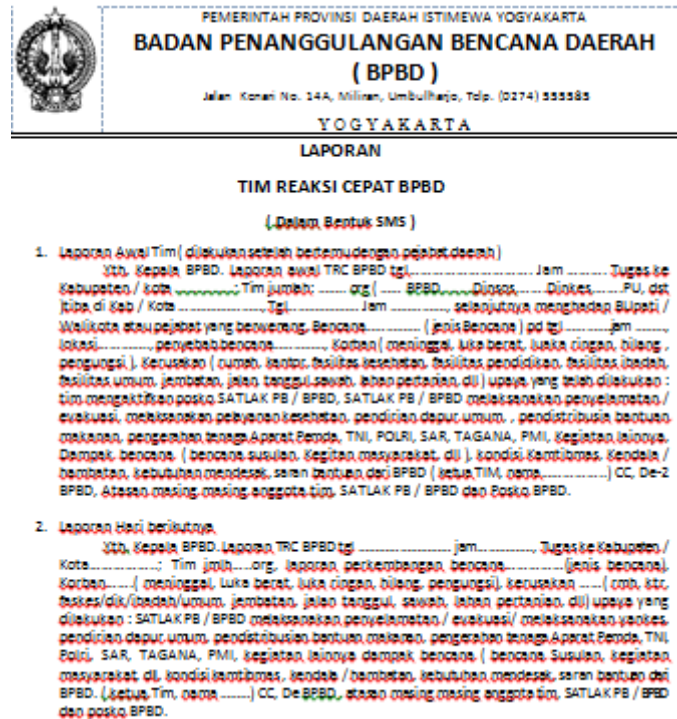 PEMERINTAH PROVINSI DAERAH ISTIMEWA YOGYAKARTA
BADAN PENANGGULANGAN BENCANA DAERAH
( BPBD )
Jalan Kenari No. 14A, Miliran, Umbulharjo, Telp. (0274) 555585
YOGYAKARTA
LAPORAN
TIM REAKSI CEPAT BPBD
( Dalam Bentuk SMS )
1. Laporan Awal Tim ( dilakukan setelah bertemu dengan pejabat daerah )
Yth, Kepala BPBD. Laporan awal TRC BPBD tgl,.................. Jam ........... Tugas ke
Kabupaten / kota ..............; Tim jumlah; ....... org ( ..... BPBD,......Dinsos,...... Dinkes,......PU, dst
)tiba di Kab / Kota ..................., Tgl................. Jam ............., selanjutnya menghadap BUpati /
Walikota atau pejabat yang berwerang, Bencana............. ( jenis Bencana ) pd tgl .........jam .......,
lokasi............, penyebab bencana............, Korban ( meninggal, luka berat, luaka ringan, hilang ,
pengungsi ), Kerusakan ( rumah, kantor, fasilitas kesehatan, fasilitas pendidikan, fasilitas ibadah,
fasilitas umum, jembatan, jalan, tanggul, sawah, lahan pertanian, dll ) upaya yang telah dilakukan :
tim mengaktifkan posko, SATLAK PB / BPBD, SATLAK PB / BPBD melaksanakan penyelamatan /
evakuasi, melaksanakan pelayanan kesehatan, pendirian dapur umum, , pendistribusia bantuan
makanan, pengerahan tenaga Aparat Pemda, TNI, POLRI, SAR, TAGANA, PMI, Kegiatan lainnya.
Dampak bencana, ( bencana susulan, Kegitan masyarakat, dll ), kondisi Kamtibmas, Kendala /
hambatan, kebutuhan mendesak, saran bantuan dari BPBD ( ketua TIM, nama,...............) CC, De-2
BPBD, Atasan masing masing anggota tim, SATLAK PB / BPBD dan Posko BPBD.
2. Laporan Hari berikutnya,
Yth, Kepala BPBD. Laporan TRC BPBD tgl .................... jam............., Tugas ke Kabupaten /
Kota..............; Tim jmlh.....org, laporan perkembangan bencana...............(jenis bencana),
Korban.......( meninggal, Luka berat, luka ringan, hilang, pengungsi), kerusakan .....( rmh, ktr,
faskes/dik/ibadah/umum, jembatan, jalan tanggul, sawah, lahan pertanian, dll) upaya yang
dilakukan : SATLAK PB /BPBD melaksanakan penyelamatan / evakuasi/ melaksanakan yankes,
pendirian dapur umum, pendistribusian bantuan makanan, pengerahan tenaga Aparat Pemda, TNI,
Polri, SAR, TAGANA, PMI, kegiatan lainnya dampak bencana ( bencana Susulan, kegiatan
masyarakat dll, kondisi kamtibmas, kendala / hambatan, kebutuhan mendesak, saran bantuan dari
BPBD. ( ketua Tim, nama .......) CC, De BPBD, atasan masing masing anggota tim, SATLAK PB / BPBD
dan posko BPBD.